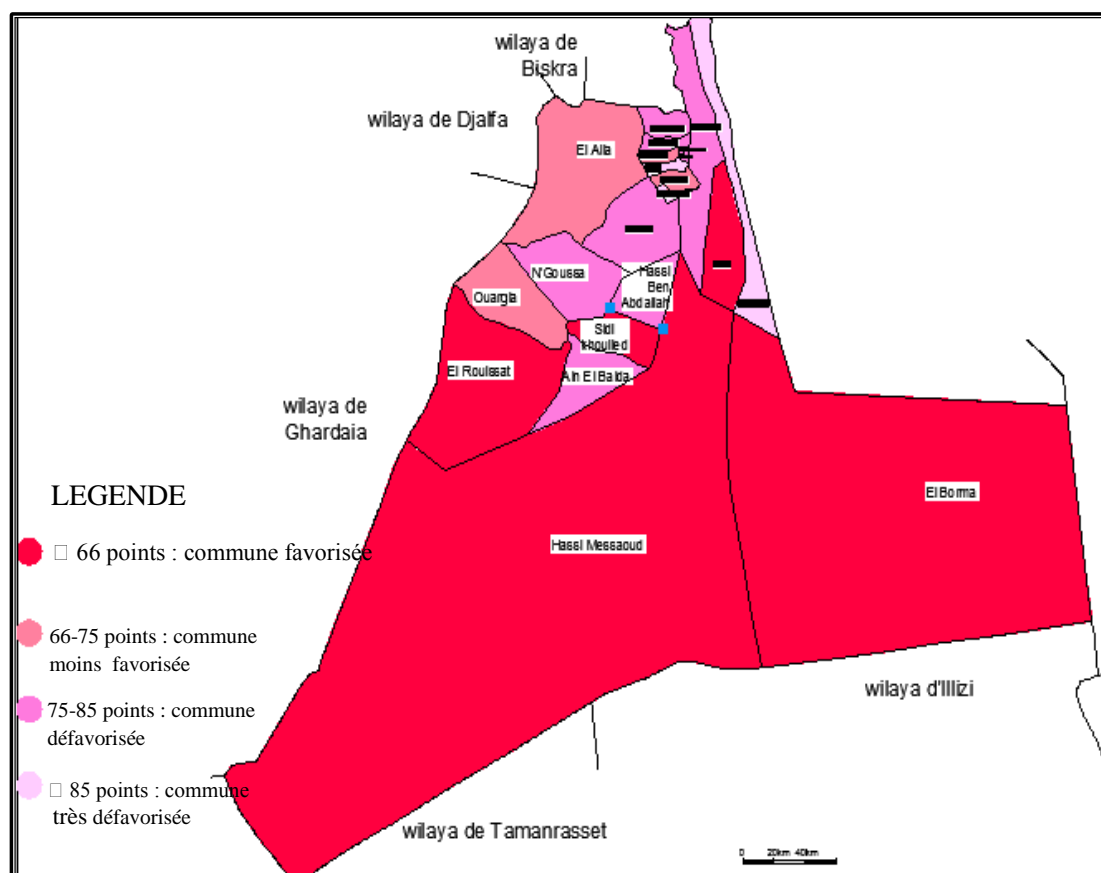 wilaya de
Biskra
wilaya de Djalfa
El Alia
N'Goussa
Hassi
Ben
Abdallah
Ouargla
Sidi
khouiled
El Rouissat
Ain El Baida
wilaya de
Ghardaia
LEGENDE
El Borma
Hassi Messaoud
□ 66 points : commune favorisée
66-75 points : commune
moins favorisée
wilaya d'Illizi
75-85 points : commune
défavorisée
□ 85 points : commune
très défavorisée
wilaya de Tamanrasset
0 20km 40km